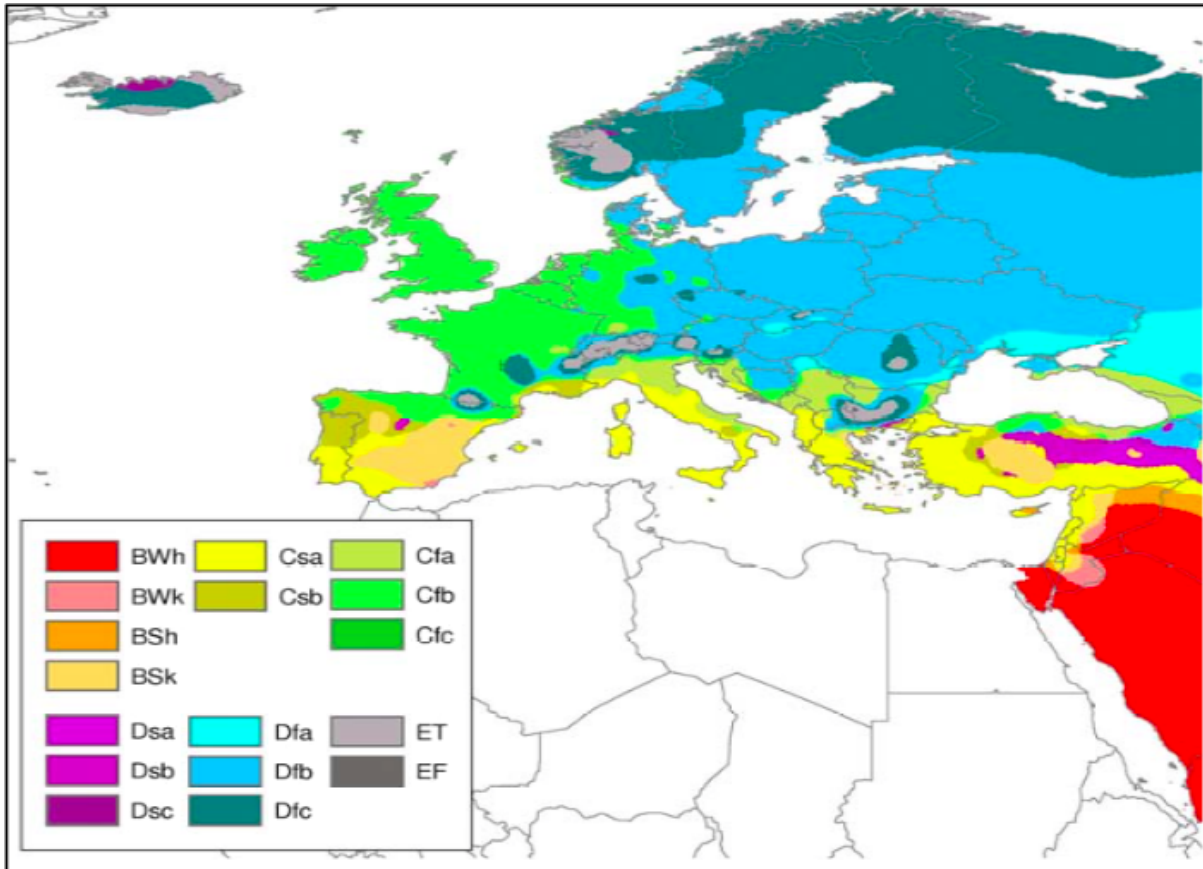 BWh Csa Cfa
BWk Csb Cfb
BSh Cfc
BSk
Dsa Dfa ET
Dsb Dfb EF
Dsc Dfc